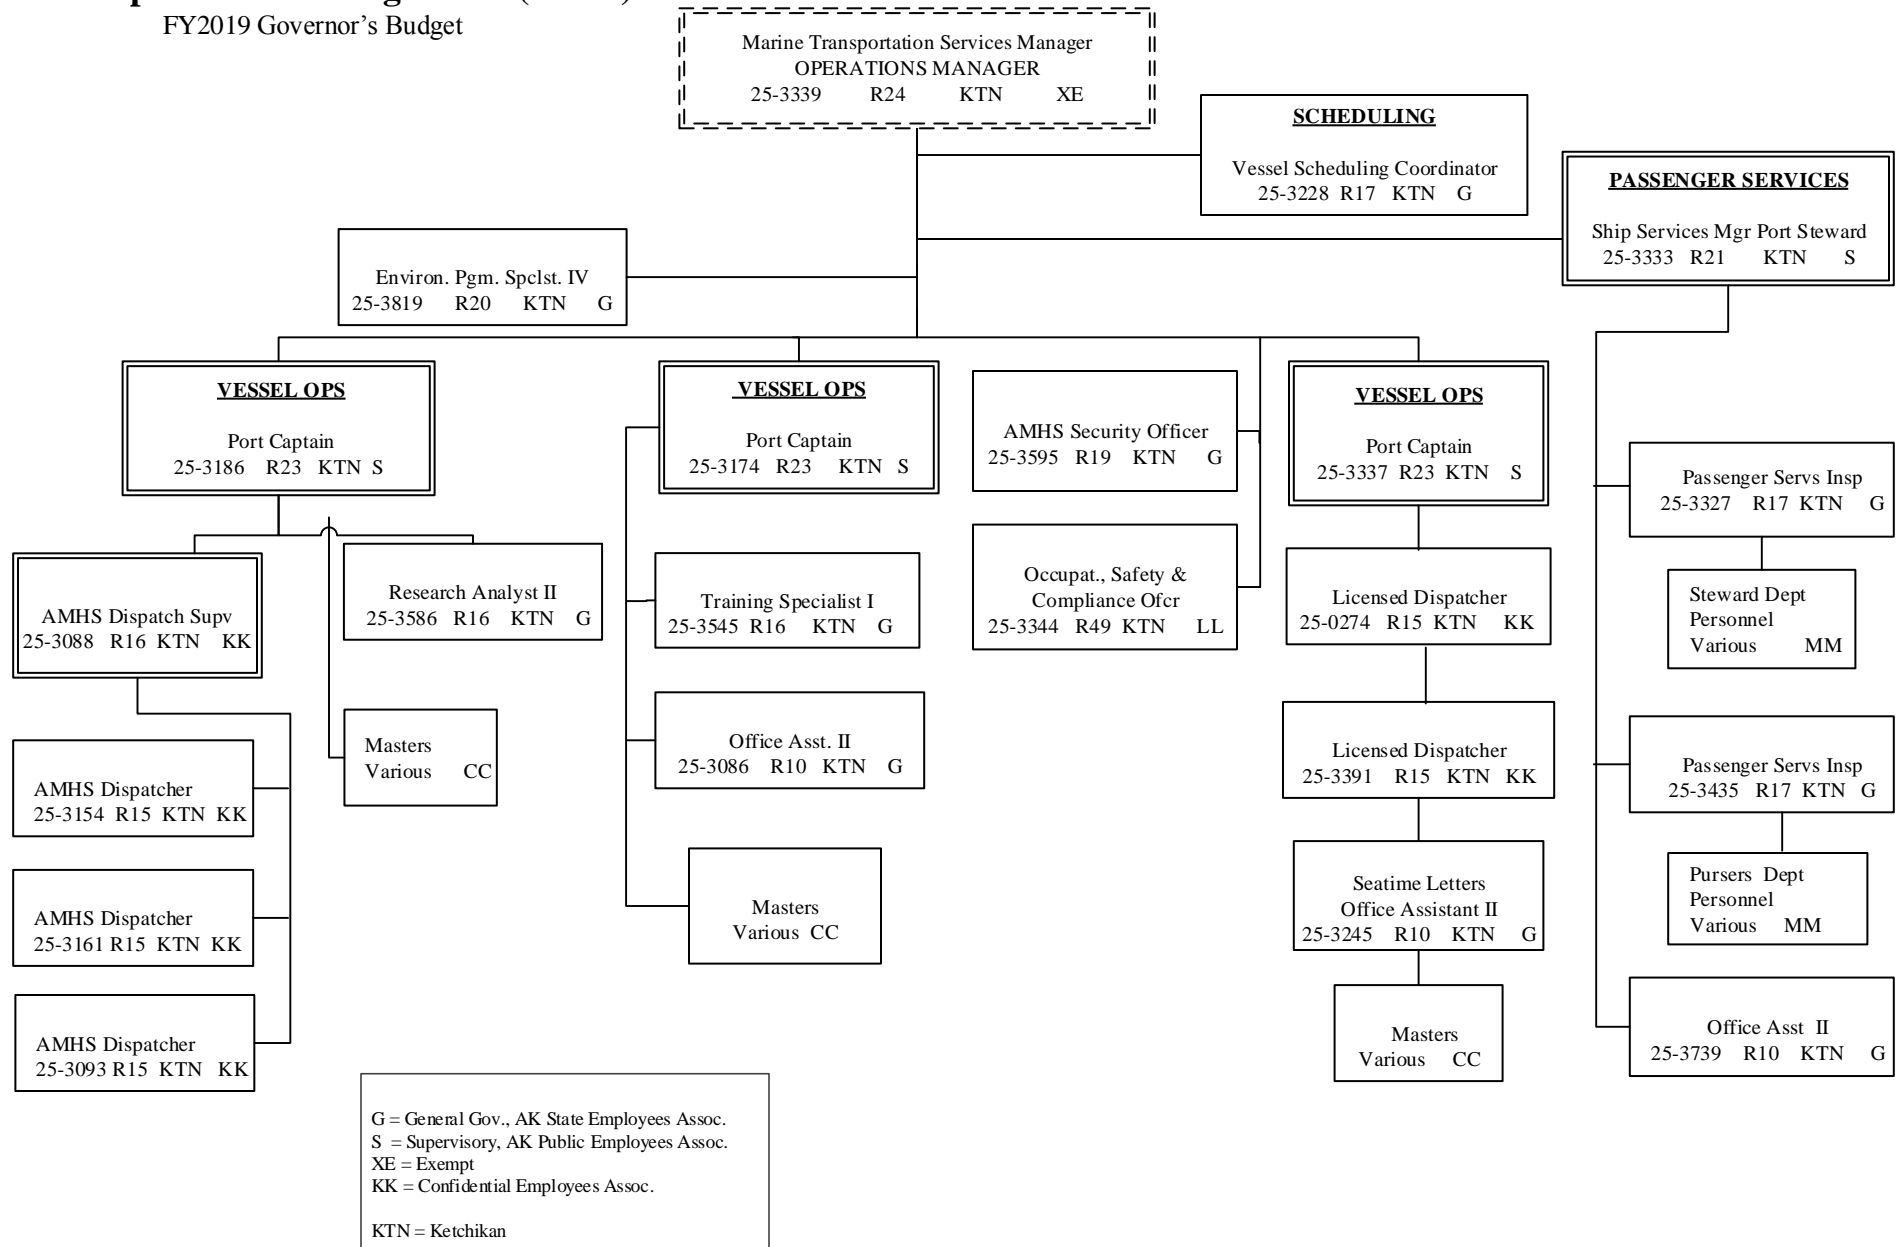 FY2019 Governor's Budget
Marine Transportation Services Manager
OPERATIONS MANAGER
25-3339 R24 KTN XE
SCHEDULING
Vessel Scheduling Coordinator
25-3228 R17 KTN G
PASSENGER SERVICES
Ship Services Mgr Port Steward
25-3333 R21 KTN S
Environ. Pgm. Spclst. IV
25-3819 R20 KTN G
VESSEL OPS
Port Captain
25-3186 R23 KTN S
VESSEL OPS
Port Captain
25-3174 R23 KTN S
AMHS Security Officer
25-3595 R19 KTN G
VESSEL OPS
Port Captain
25-3337 R23 KTN S
Passenger Servs Insp
25-3327 R17 KTN G
AMHS Dispatch Supv
25-3088 R16 KTN KK
Research Analyst II
25-3586 R16 KTN G
Training Specialist I
25-3545 R16 KTN G
Occupat., Safety &
Compliance Ofcr
25-3344 R49 KTN LL
Licensed Dispatcher
25-0274 R15 KTN KK
Steward Dept
Personnel
Various MM
Masters
Various CC
Office Asst. II
25-3086 R10 KTN G
Licensed Dispatcher
25-3391 R15 KTN KK
Passenger Servs Insp
25-3435 R17 KTN G
AMHS Dispatcher
25-3154 R15 KTN KK
AMHS Dispatcher
25-3161 R15 KTN KK
Masters
Various CC
Seatime Letters
Office Assistant II
25-3245 R10 KTN G
Pursers Dept
Personnel
Various MM
AMHS Dispatcher
25-3093 R15 KTN KK
Masters
Various CC
Office Asst II
25-3739 R10 KTN G
G = General Gov., AK State Employees Assoc.
S = Supervisory, AK Public Employees Assoc.
XE = Exempt
KK = Confidential Employees Assoc.
KTN = Ketchikan